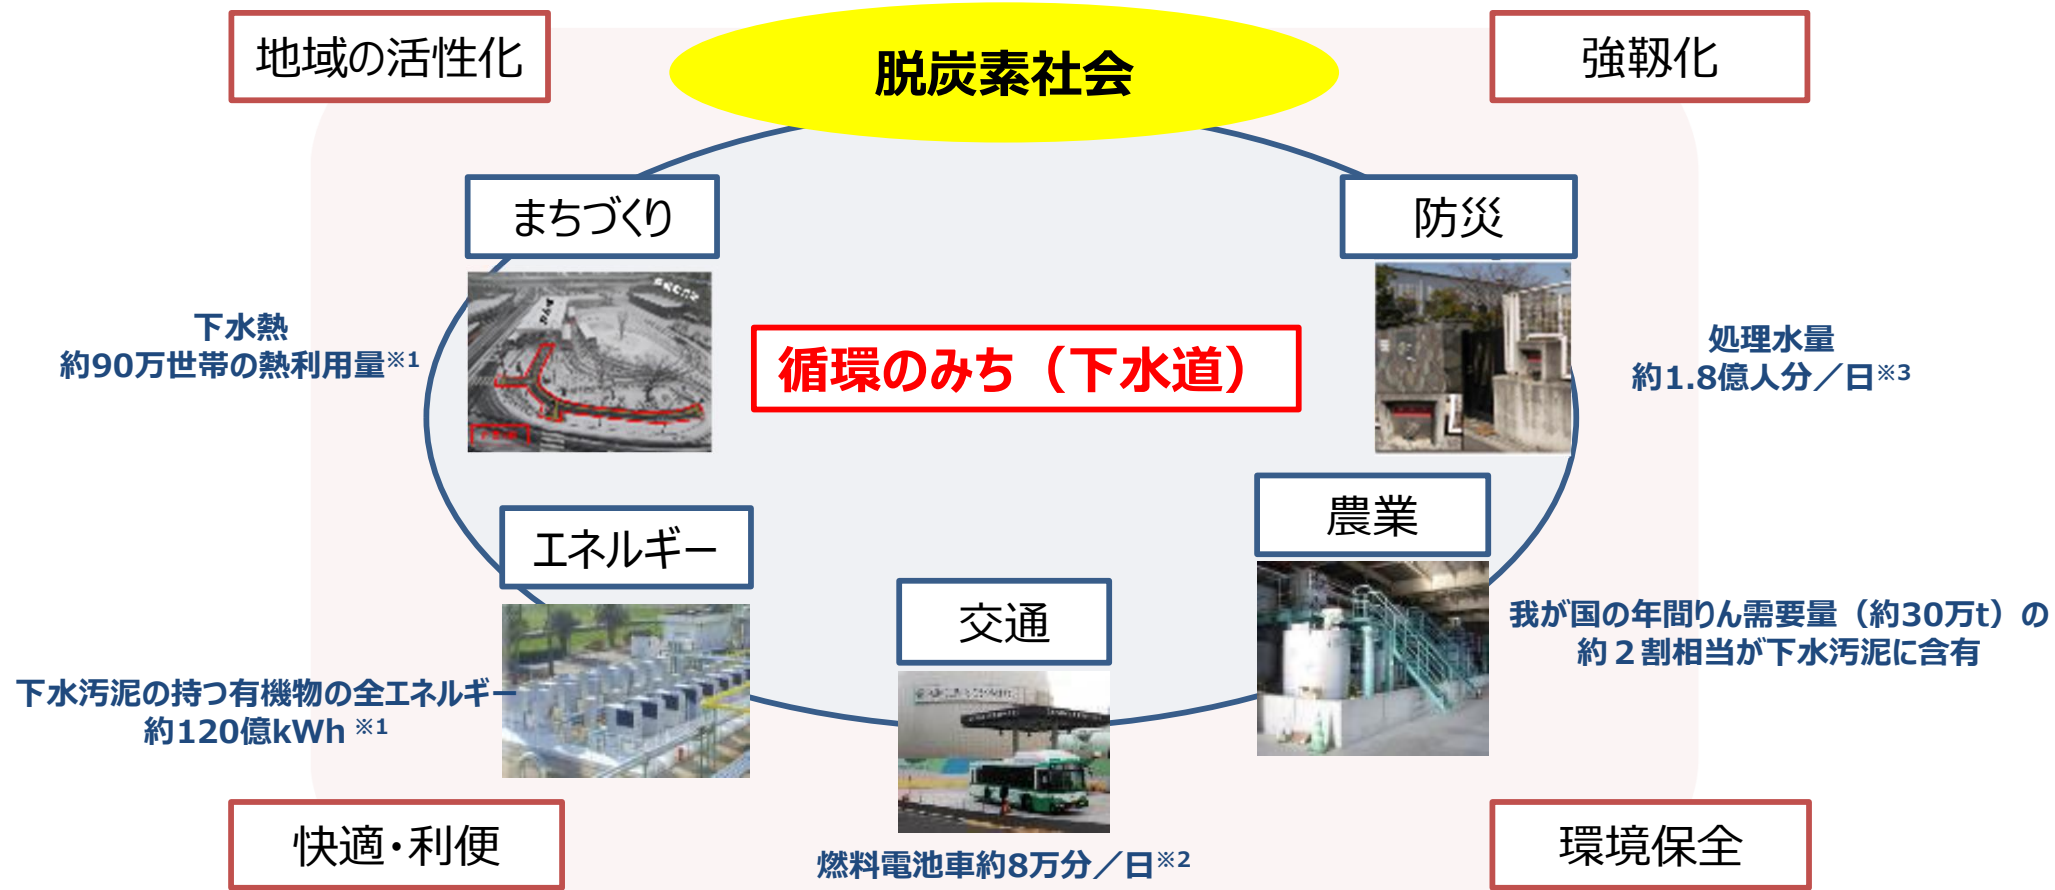 地域の活性化
脱炭素社会
強靱化
まちづくり
防災
下水熱
約90万世帯の熱利用量※1
循環のみち（下水道）
処理水量
約1.8億人分／日※3
エネルギー
農業
交通
我が国の年間りん需要量（約30万t）の
約２割相当が下水汚泥に含有
下水汚泥の持つ有機物の全エネルギー
約120億kWh ※1
快適・利便
燃料電池車約8万分／日※2
環境保全